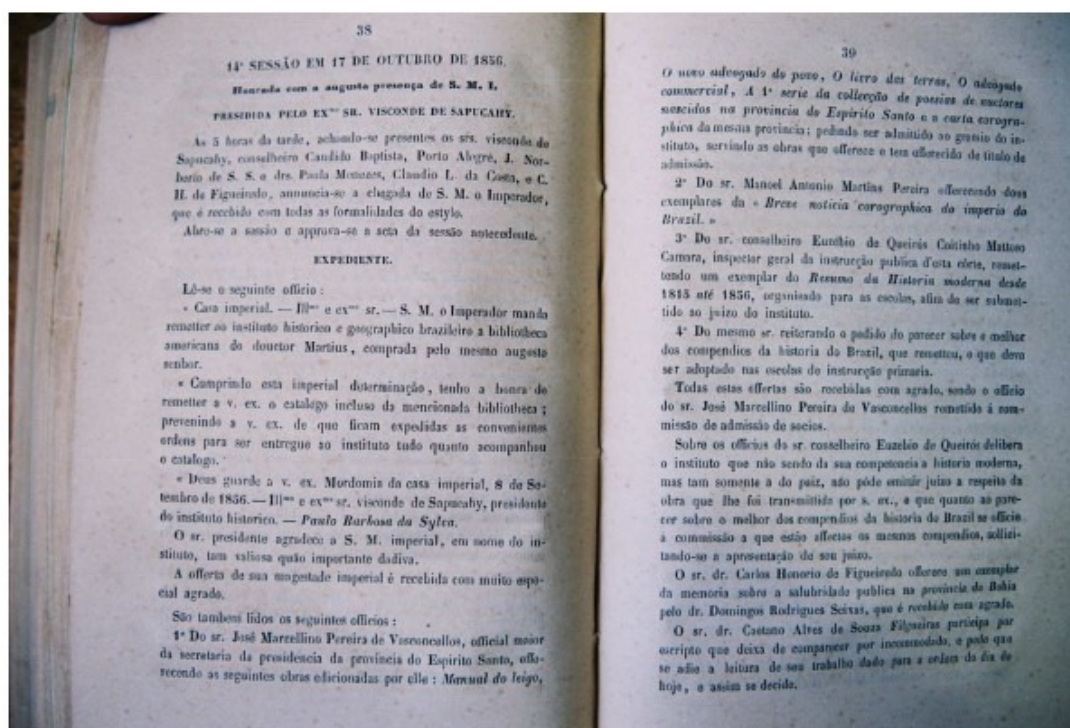 38
14ª SESSÃO EM 17 DE OUTUBRO DE 1856.
Honrada com a augusta presença de S. M. I.
PRESIDIDA PELO EXmo SR. VISCONDE DE SAPUCAHY.
As 5 horas da tarde, achando-se presentes os srs. visconde de
Sapucahy, conselheiro Candido Baptista, Porto Alegre, J. Nor-
berto de S. S. e drs. Paula Menezes, Claudio L. da Costa, e C.
H. de Figueiredo, annuncia-se a chegada de S. M. o Imperador,
que é recebido com todas as formalidades do estylo.
Abre-se a sessão e approva-se a acta da sessão antecedente.
EXPEDIENTE.
Lê-se o seguinte officio :
« Casa imperial. — Illmo e exmo sr. — S. M. o Imperador manda
remetter ao instituto historico e geographico brazileiro a bibliotheca
americana do douctor Martius, comprada pelo mesmo augusto
senhor.
« Cumprindo esta imperial determinação, tenho a honra de
remetter a v. ex. o catalogo incluso da mencionada bibliotheca ;
prevenindo a v. ex. de que ficam expedidas as convenientes
ordens para ser entregue ao instituto tudo quanto acompanhou
o catalogo.
« Deus guarde a v. ex. Mordomia da casa imperial, 8 de Se-
tembro de 1856. — Illmo e exmo sr. visconde de Sapucahy, presidente
do instituto historico. — Paulo Barbosa da Sylva.
O sr. presidente agradece a S. M. imperial, em nome do in-
stituto, tam valiosa quão importante dadiva.
A offerta de sua magestade imperial é recebida com muito espe-
cial agrado.
São tambem lidos os seguintes officios :
1º Do sr. José Marcellino Pereira de Vasconcellos, official maior
da secretaria da presidencia da provincia do Espirito Santo, offe-
recendo as seguintes obras edicionadas por elle : Manual do leigo,
39
O novo advogado do povo, O livro das terras, O advogado
commercial, A 1ª serie da collecção de poesias de auctores
nascidos na provincia do Espirito Santo e a carta corogra-
phica da mesma provincia ; pedindo ser admittido ao gremio do in-
stituto, servindo as obras que offerece e tem offerecido de titulo de
admissão.
2º Do sr. Manoel Antonio Martins Pereira offerecendo dous
exemplares da « Breve noticia corographica do imperio do
Brazil. »
3º Do sr. conselheiro Euzebio de Queirós Coitinho Mattoso
Camara, inspector geral da instrucção publica d'esta côrte, remet-
tendo um exemplar do Resumo da Historia moderna desde
1815 até 1856, organisado para as escolas, afim de ser submet-
tido ao juizo do instituto.
4º Do mesmo sr. reiterando o pedido do parecer sobre o melhor
dos compendios da historia do Brazil, que remetteu, e que deva
ser adoptado nas escolas de instrucção primaria.
Todas estas offertas são recebidas com agrado, sendo o officio
do sr. José Marcellino Pereira de Vasconcellos remettido á com-
missão de admissão de socios.
Sobre os officios do sr. conselheiro Euzebio de Queirós delibera
o instituto que não sendo da sua competencia a historia moderna,
mas tam somente a do paiz, não póde emittir juizo a respeito da
obra que lhe foi transmittida por s. ex., e que quanto ao pare-
cer sobre o melhor dos compendios da historia do Brazil se officie
á commissão a que estão affectos os mesmos compendios, sollici-
tando-se a apresentação do seu juizo.
O sr. dr. Carlos Honorio de Figueiredo offerece um exemplar
da memoria sobre a salubridade publica na provincia da Bahia
pelo dr. Domingos Rodrigues Seixas, que é recebido com agrado.
O sr. dr. Caetano Alves de Souza Filgueiras participa por
escripto que deixa de comparecer por incommodado, e pede que
se adie a leitura de seu trabalho dado para a ordem do dia de
hoje, e assim se decide.